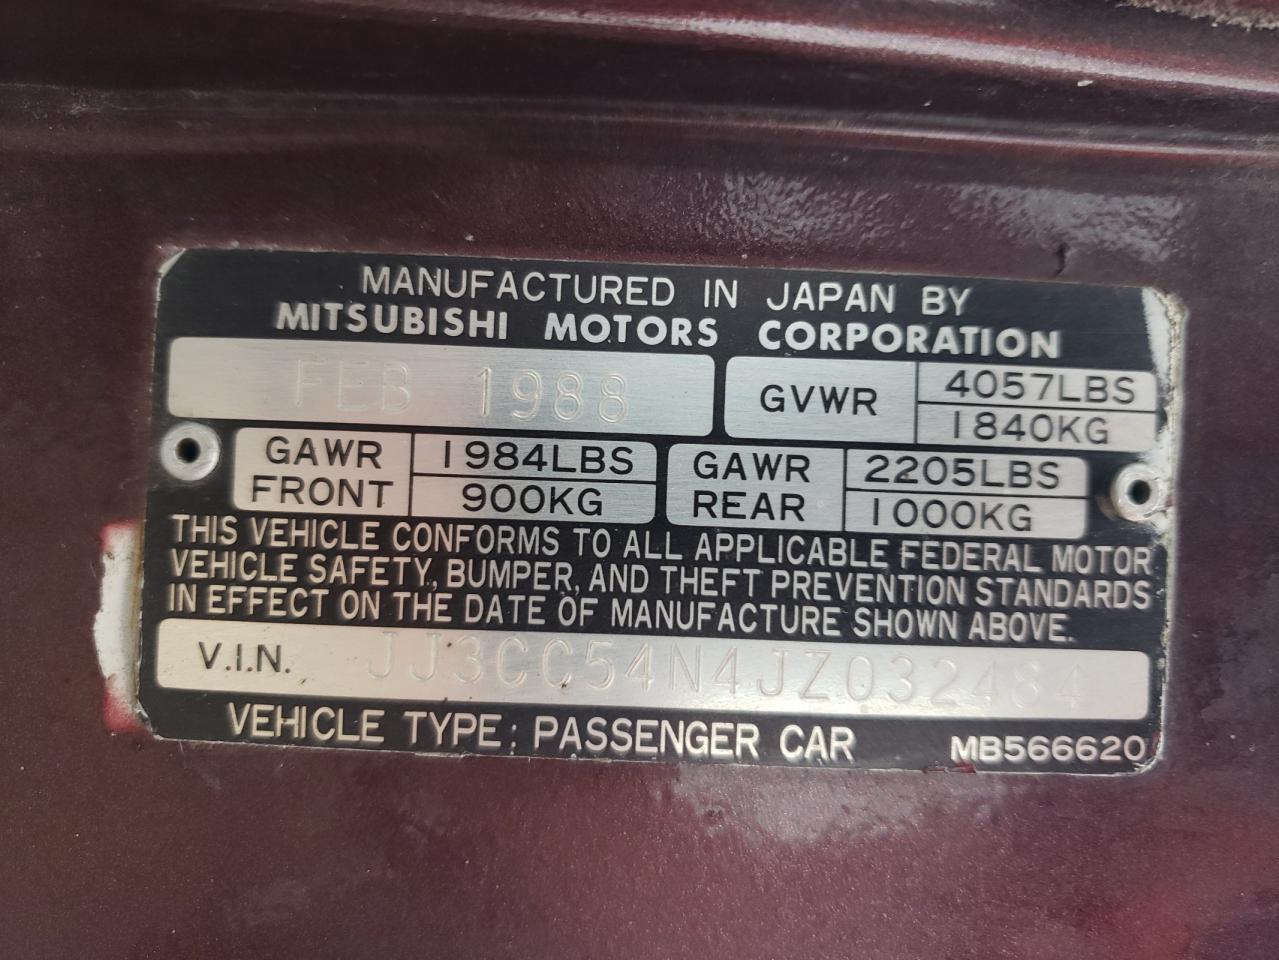 MANUFACTURED IN JAPAN BY
MITSUBISHI MOTORS CORPORATION
FEB 1988
GVWR 4057LBS
1840KG
GAWR FRONT 1984LBS
900KG
GAWR REAR 2205LBS
1000KG
THIS VEHICLE CONFORMS TO ALL APPLICABLE FEDERAL MOTOR
VEHICLE SAFETY, BUMPER, AND THEFT PREVENTION STANDARDS
IN EFFECT ON THE DATE OF MANUFACTURE SHOWN ABOVE.
V.I.N. JJ3CC54N4JZ032484
VEHICLE TYPE: PASSENGER CAR MB566620